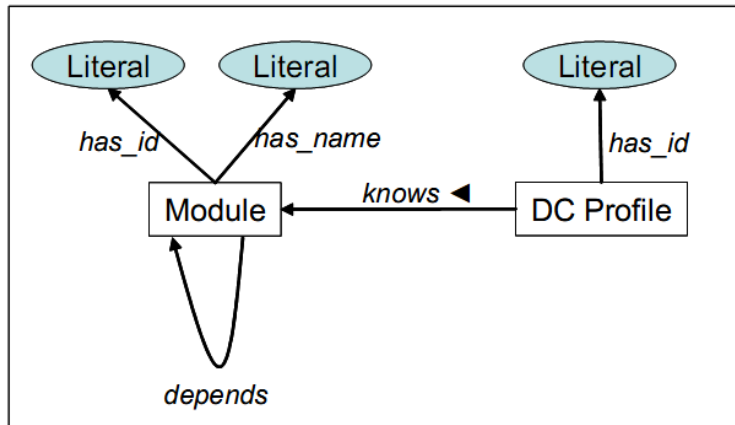 Literal
Literal
Literal
has_id
has_name
has_id
knows ◄
Module
DC Profile
depends